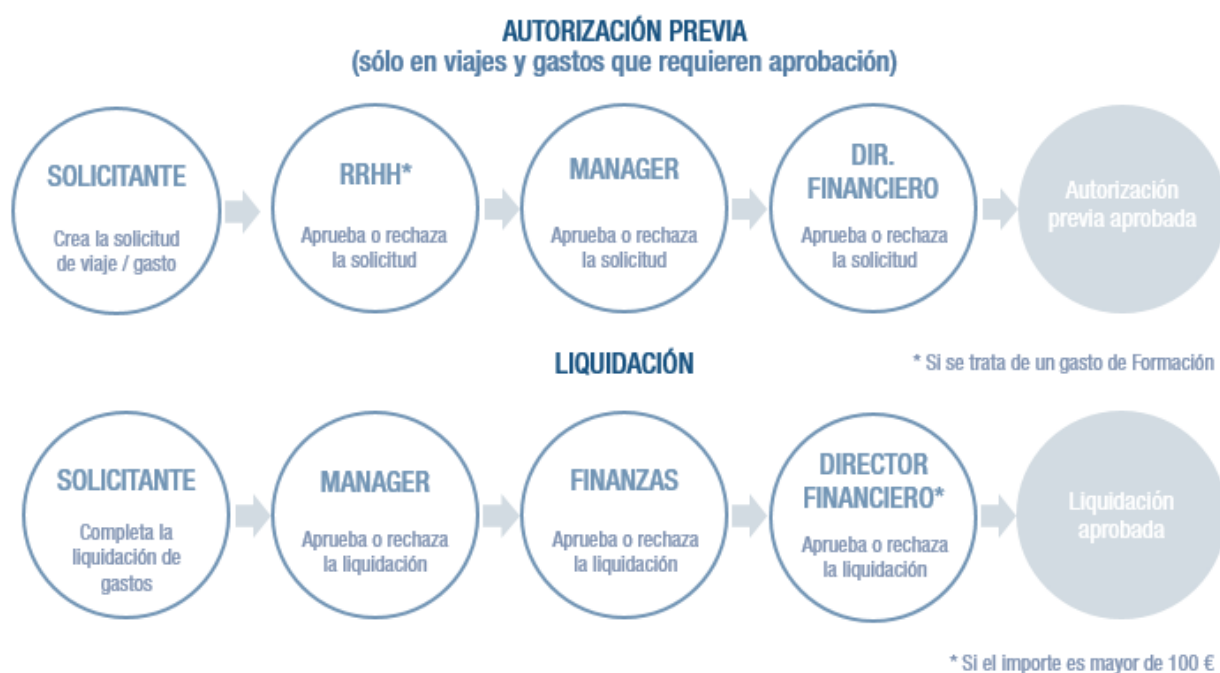 AUTORIZACIÓN PREVIA
(sólo en viajes y gastos que requieren aprobación)
SOLICITANTE
Crea la solicitud
de viaje / gasto
RRHH*
Aprueba o rechaza
la solicitud
MANAGER
Aprueba o rechaza
la solicitud
DIR.
FINANCIERO
Aprueba o rechaza
la solicitud
Autorización
previa aprobada
* Si se trata de un gasto de Formación
LIQUIDACIÓN
SOLICITANTE
Completa la
liquidación de
gastos
MANAGER
Aprueba o rechaza
la liquidación
FINANZAS
Aprueba o rechaza
la liquidación
DIRECTOR
FINANCIERO*
Aprueba o rechaza
la liquidación
Liquidación
aprobada
* Si el importe es mayor de 100 €